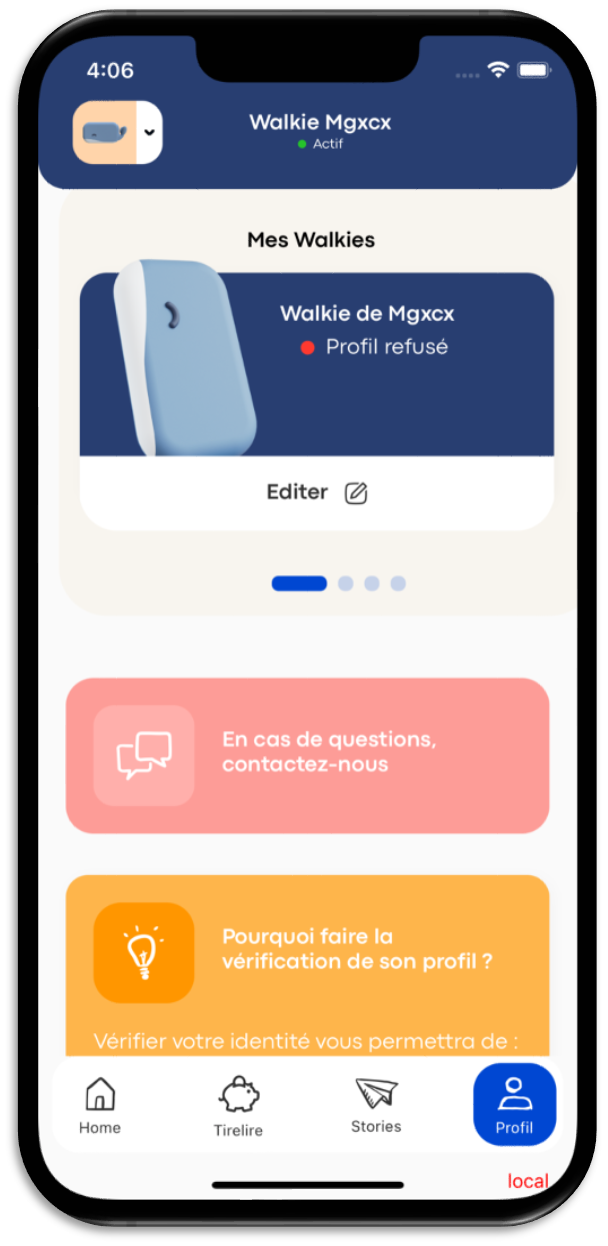 4:06
Walkie Mgxcx
Actif
Mes Walkies
Walkie de Mgxcx
Profil refusé
Editer
En cas de questions,
contactez-nous
Pourquoi faire la
vérification de son profil ?
Vérifier votre identité vous permettra de :
Home
Tirelire
Stories
Profil
local